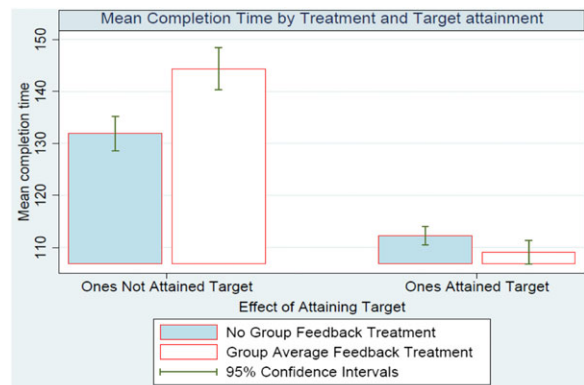 Mean Completion Time by Treatment and Target attainment
Mean completion time
150
140
130
120
110
Ones Not Attained Target
Ones Attained Target
Effect of Attaining Target
No Group Feedback Treatment
Group Average Feedback Treatment
95% Confidence Intervals